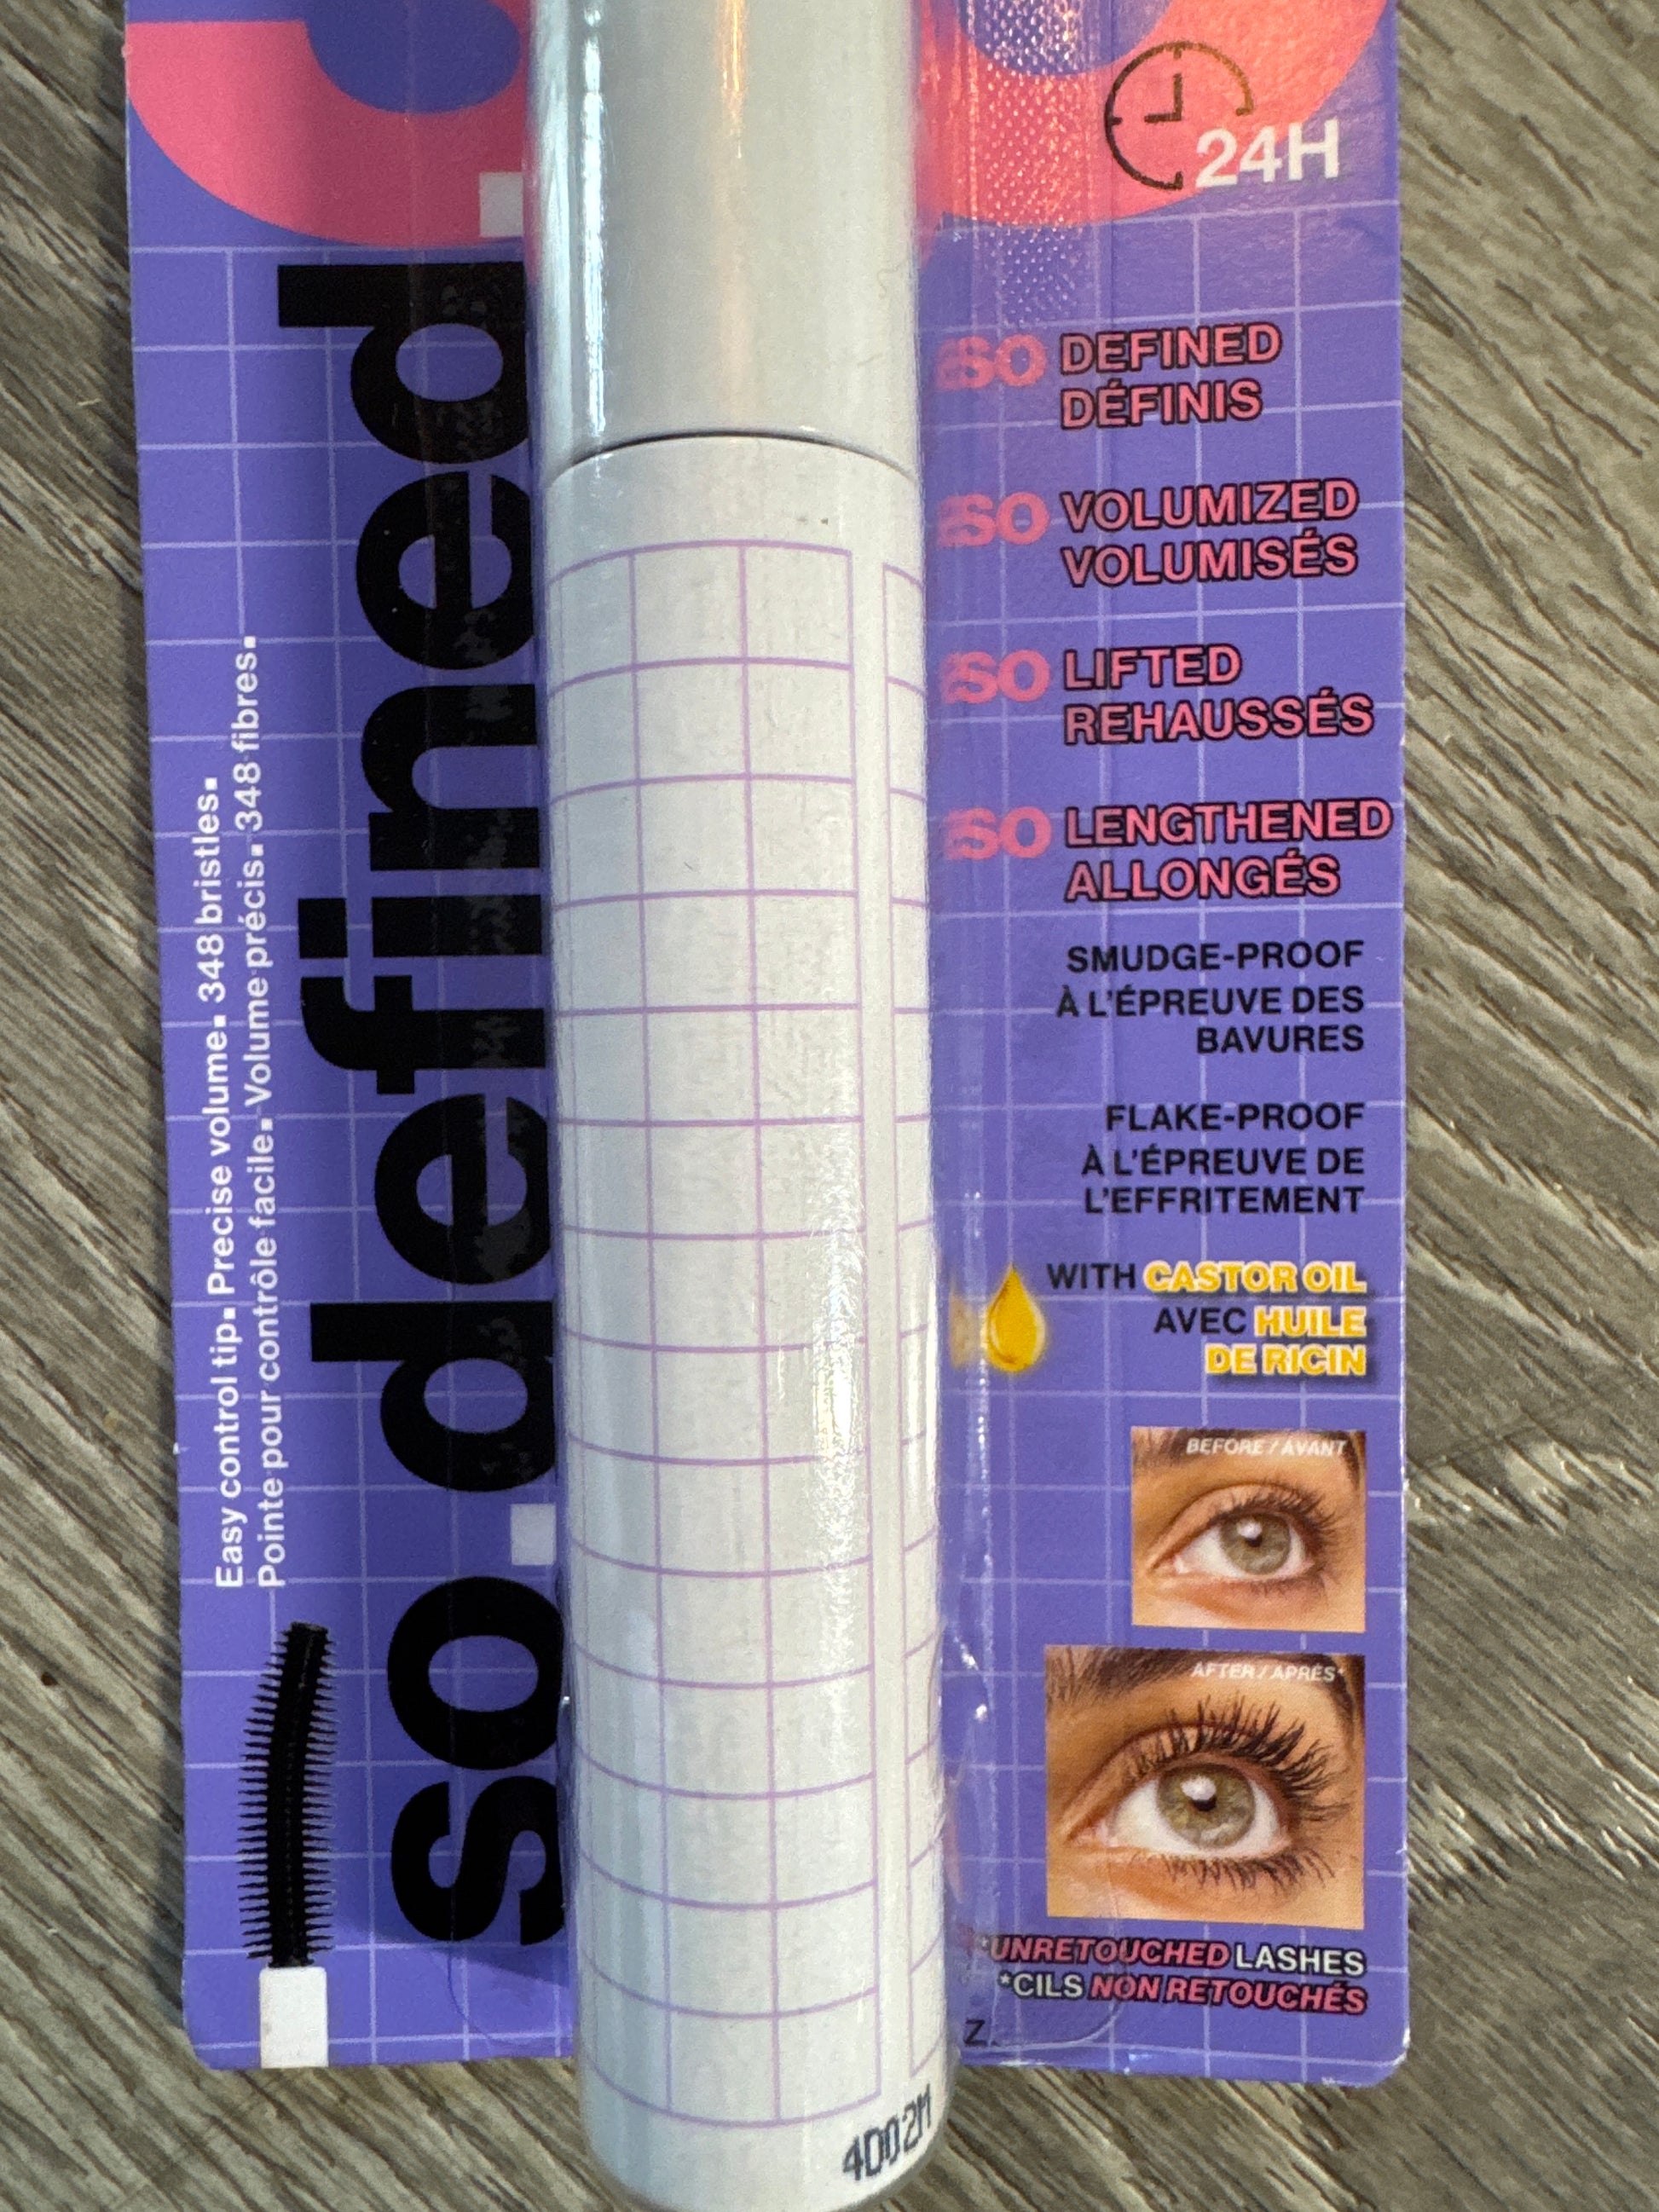 24H
SO DEFINED
DÉFINIS
SO VOLUMIZED
VOLUMISÉS
SO LIFTED
REHAUSSÉS
SO LENGTHENED
ALLONGÉS
SMUDGE-PROOF
À L'ÉPREUVE DES
BAVURES
FLAKE-PROOF
À L'ÉPREUVE DE
L'EFFRITEMENT
WITH CASTOR OIL
AVEC HUILE
DE RICIN
BEFORE / AVANT
AFTER / APRÈS*
*UNRETOUCHED LASHES
*CILS NON RETOUCHÉS
Easy control tip. Precise volume. 348 bristles.
Pointe pour contrôle facile. Volume précis. 348 fibres.
so.defined.
4D02M